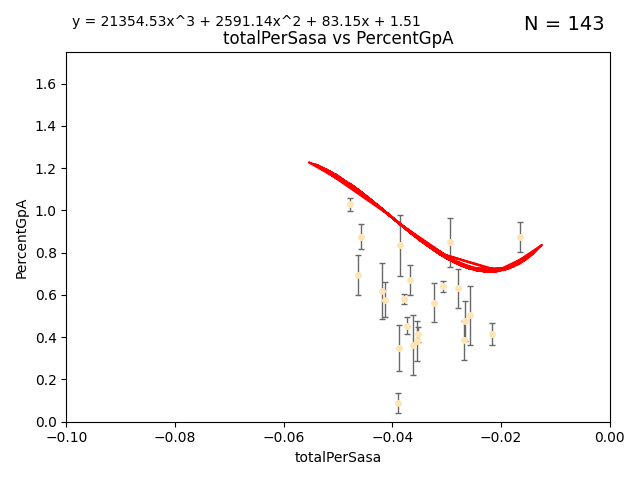 y = 21354.53x^3 + 2591.14x^2 + 83.15x + 1.51
N = 143
totalPerSasa vs PercentGpA
1.6
1.4
1.2
1.0
0.8
0.6
0.4
0.2
0.0
PercentGpA
−0.10 −0.08 −0.06 −0.04 −0.02 0.00
totalPerSasa